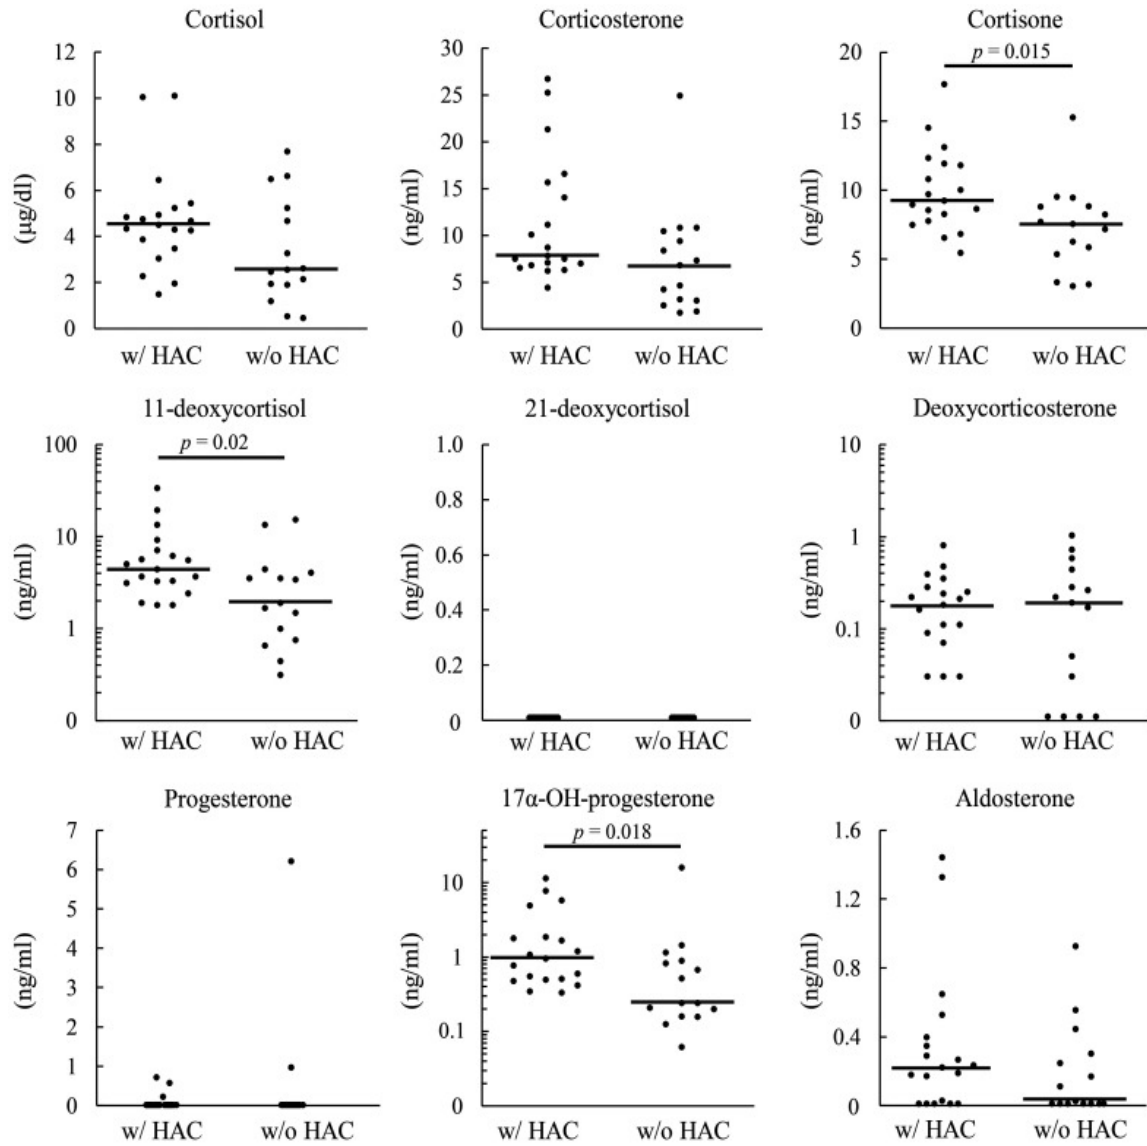 Cortisol
12
10
8
6
4
2
0
(µg/dl)
w/ HAC
w/o HAC
Corticosterone
30
25
20
15
10
5
0
(ng/ml)
w/ HAC
w/o HAC
Cortisone
p = 0.015
20
15
10
5
0
(ng/ml)
w/ HAC
w/o HAC
11-deoxycortisol
p = 0.02
100
10
1
0
(ng/ml)
w/ HAC
w/o HAC
21-deoxycortisol
1.0
0.8
0.6
0.4
0.2
0
(ng/ml)
w/ HAC
w/o HAC
Deoxycorticosterone
10
1
0.1
0
(ng/ml)
w/ HAC
w/o HAC
Progesterone
7
6
5
4
3
2
1
0
(ng/ml)
w/ HAC
w/o HAC
17α-OH-progesterone
p = 0.018
10
1
0.1
0
(ng/ml)
w/ HAC
w/o HAC
Aldosterone
1.6
1.2
0.8
0.4
0
(ng/ml)
w/ HAC
w/o HAC